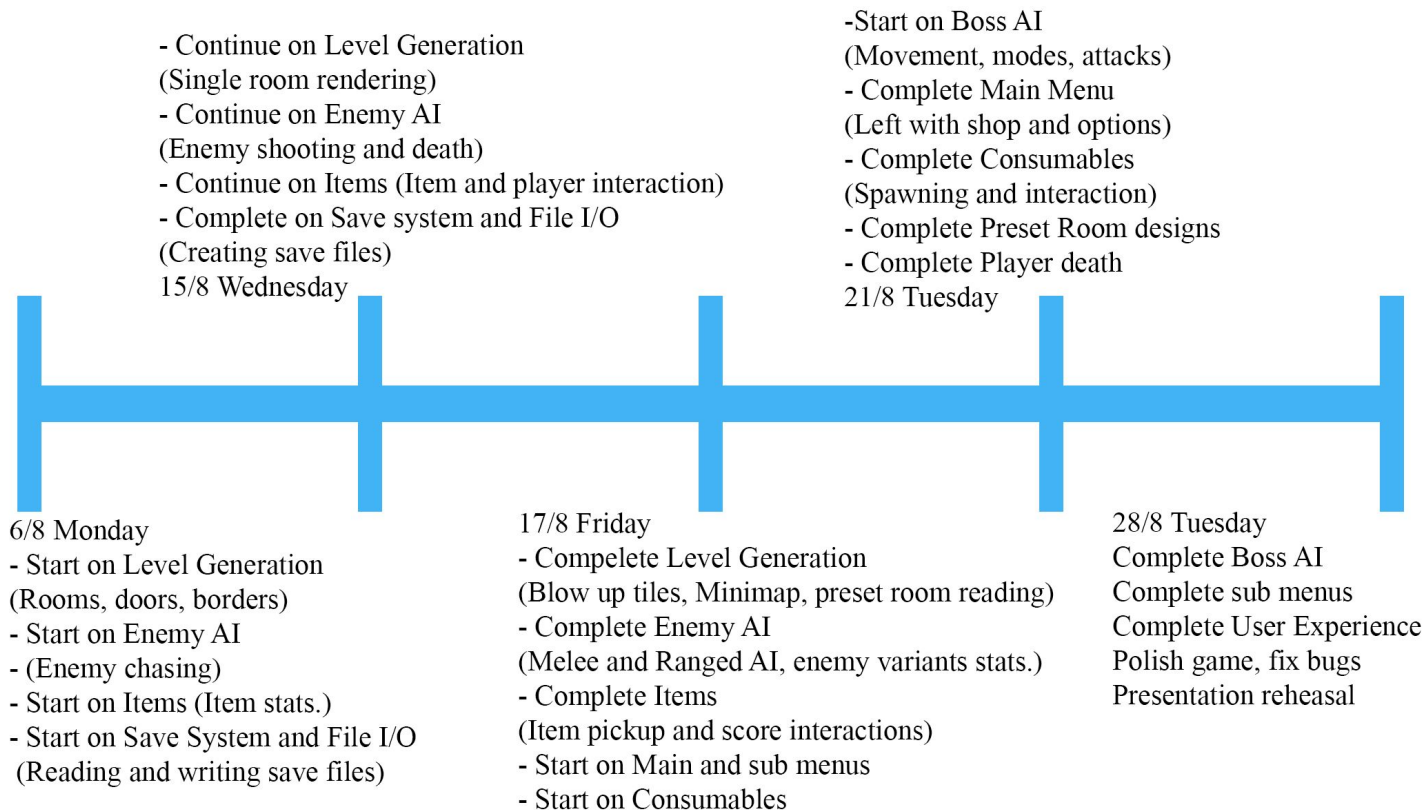 6/8 Monday
- Start on Level Generation
(Rooms, doors, borders)
- Start on Enemy AI
- (Enemy chasing)
- Start on Items (Item stats.)
- Start on Save System and File I/O
(Reading and writing save files)
- Continue on Level Generation
(Single room rendering)
- Continue on Enemy AI
(Enemy shooting and death)
- Continue on Items (Item and player interaction)
- Complete on Save system and File I/O
(Creating save files)
15/8 Wednesday
17/8 Friday
- Compelete Level Generation
(Blow up tiles, Minimap, preset room reading)
- Complete Enemy AI
(Melee and Ranged AI, enemy variants stats.)
- Complete Items
(Item pickup and score interactions)
- Start on Main and sub menus
- Start on Consumables
-Start on Boss AI
(Movement, modes, attacks)
- Complete Main Menu
(Left with shop and options)
- Complete Consumables
(Spawning and interaction)
- Complete Preset Room designs
- Complete Player death
21/8 Tuesday
28/8 Tuesday
Complete Boss AI
Complete sub menus
Complete User Experience
Polish game, fix bugs
Presentation reheasal